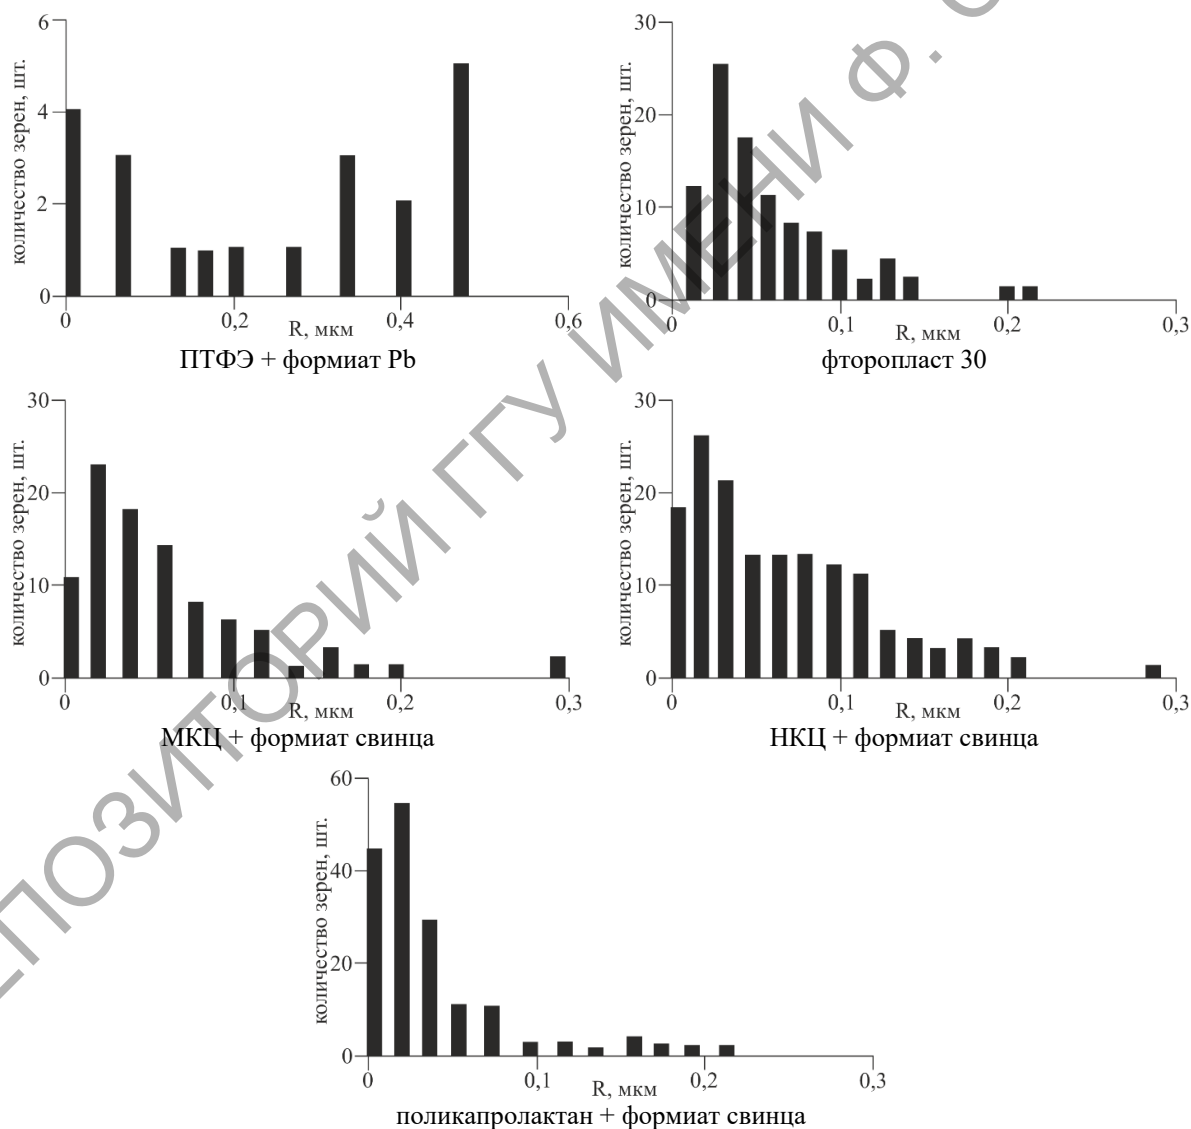 6
4
2
0
количество зерен, шт.
0
0,2
0,4
0,6
R, мкм
ПТФЭ + формиат Pb
30
20
10
0
количество зерен, шт.
0
0,1
0,2
0,3
R, мкм
фторопласт 30
30
20
10
0
количество зерен, шт.
0
0,1
0,2
0,3
R, мкм
МКЦ + формиат свинца
30
20
10
0
количество зерен, шт.
0
0,1
0,2
0,3
R, мкм
НКЦ + формиат свинца
60
40
20
0
количество зерен, шт.
0
0,1
0,2
0,3
R, мкм
поликапролактан + формиат свинца
ПОЗИТОРИЙ ГГУ ИМЕНИ Ф.